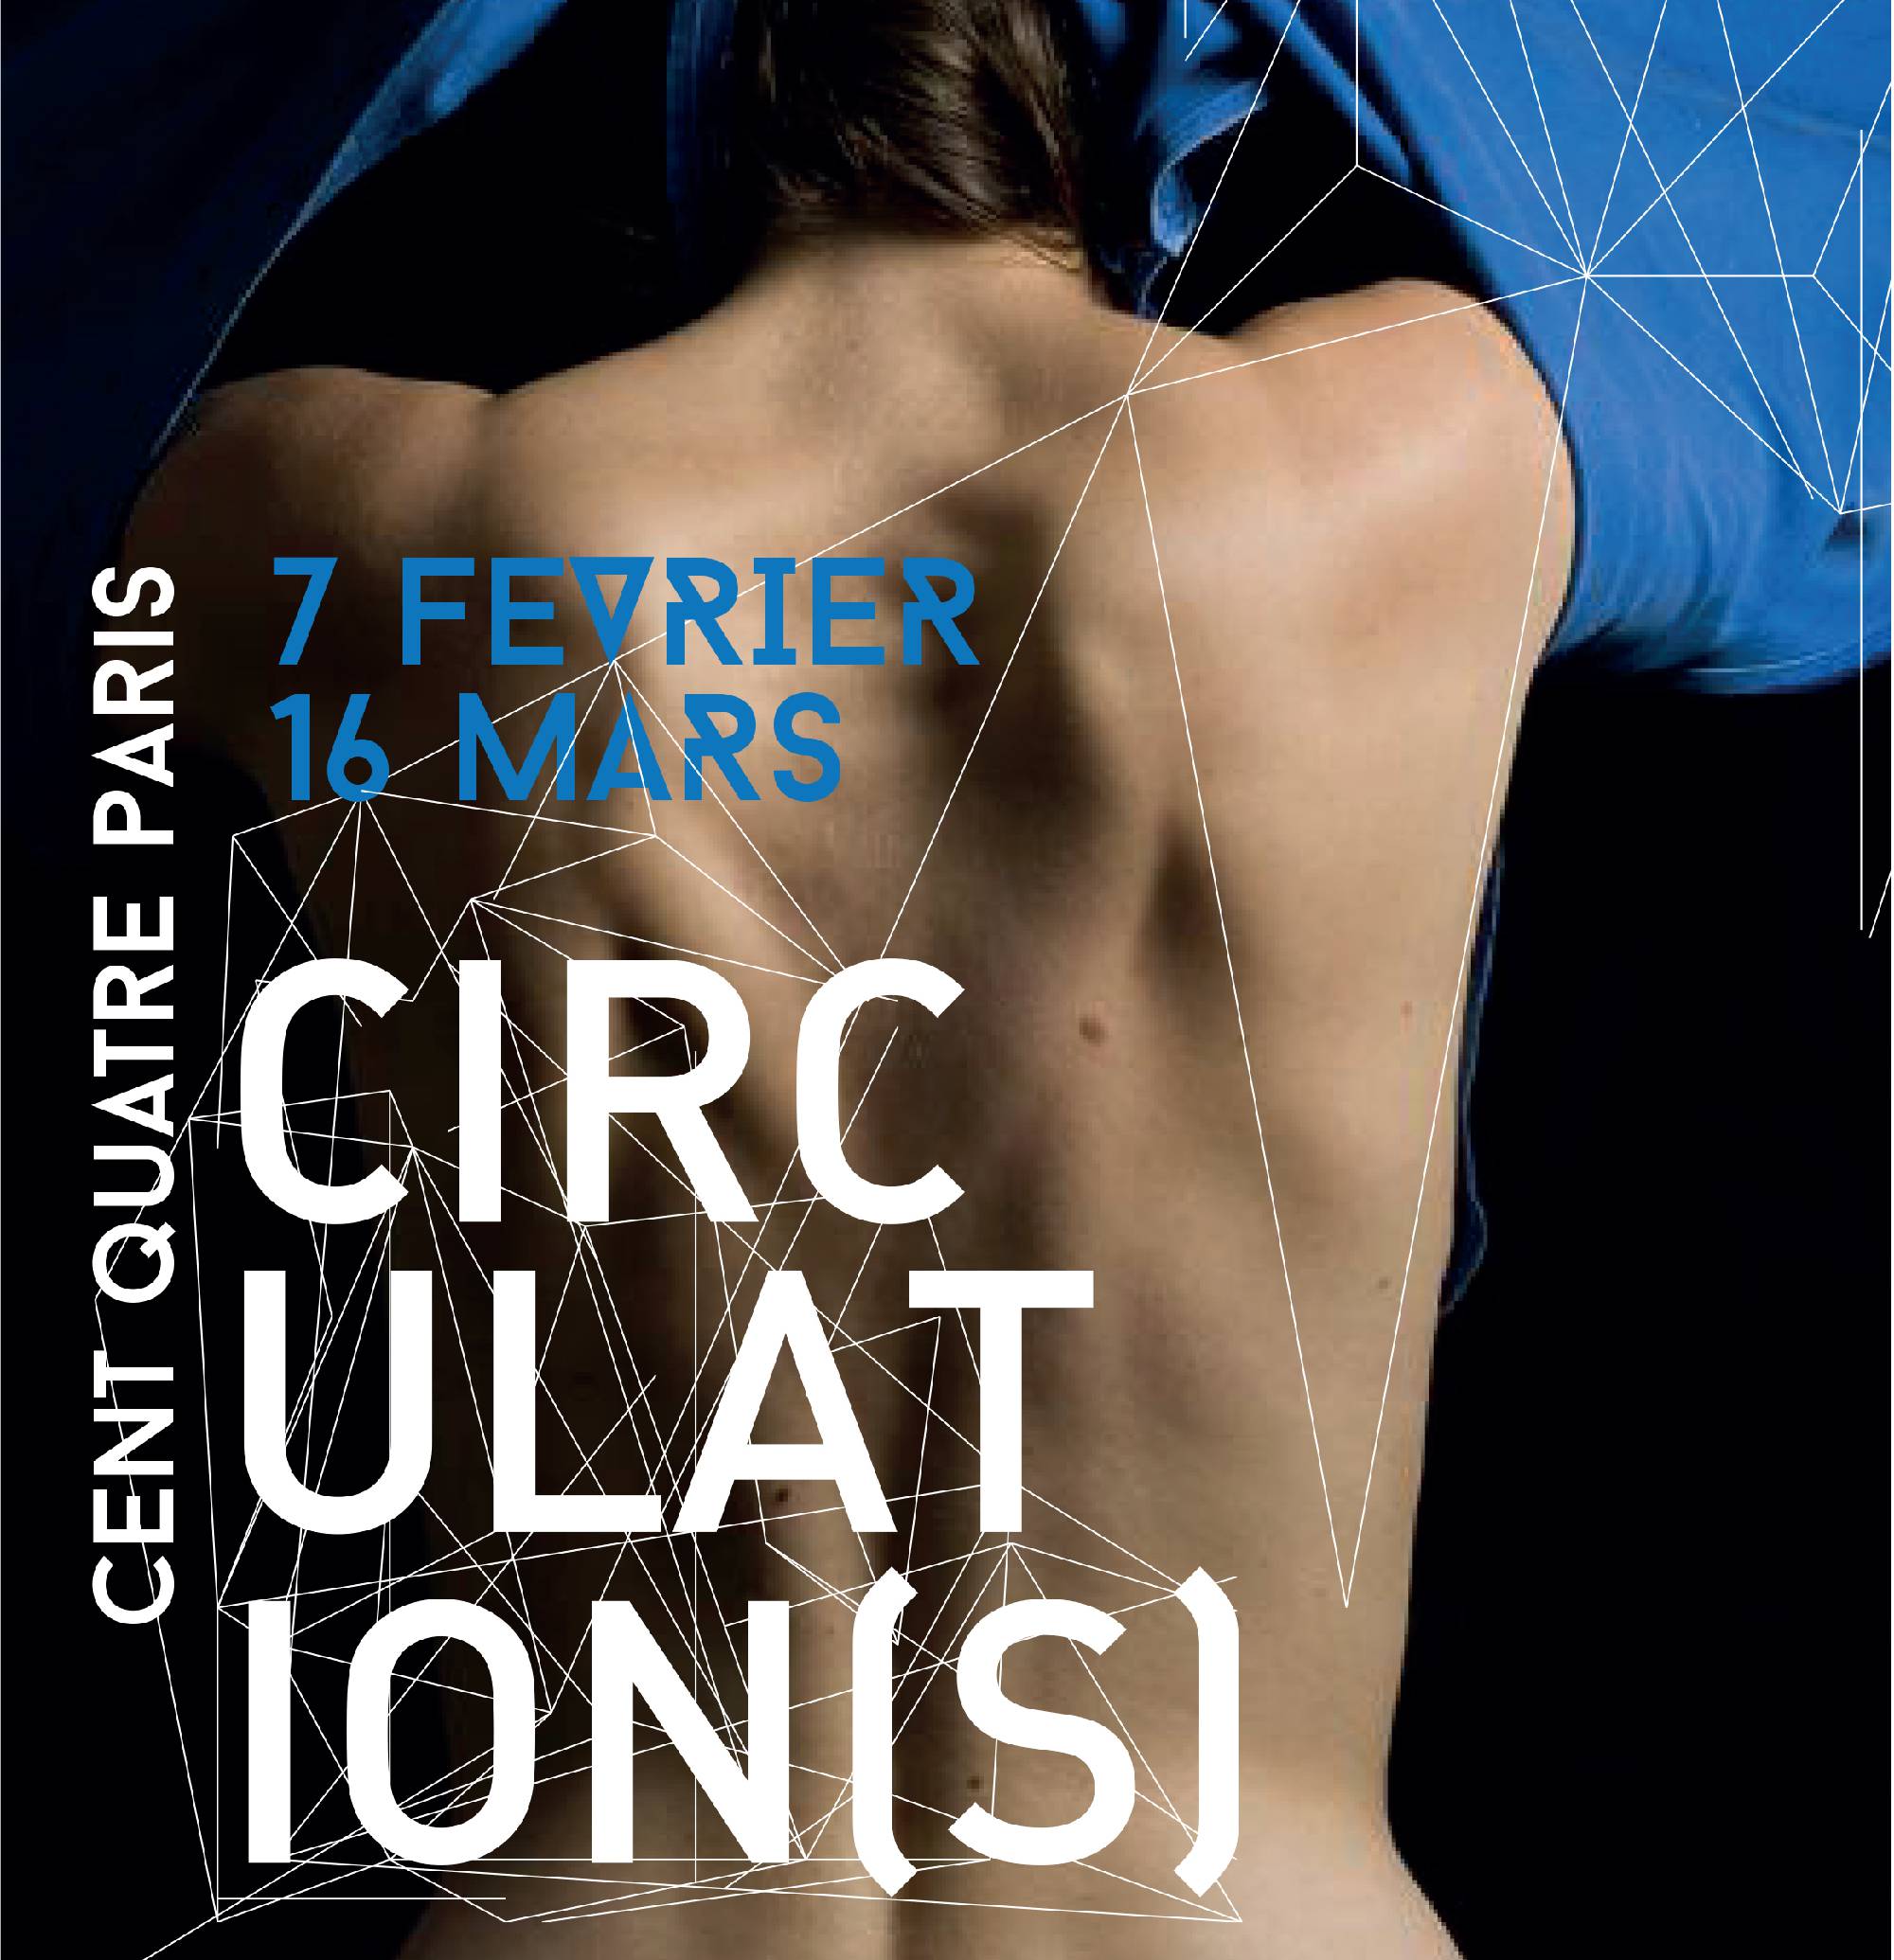 CENT QUATRE PARIS
7 FEVRIER
16 MARS
CIRC
ULAT
ION(S)